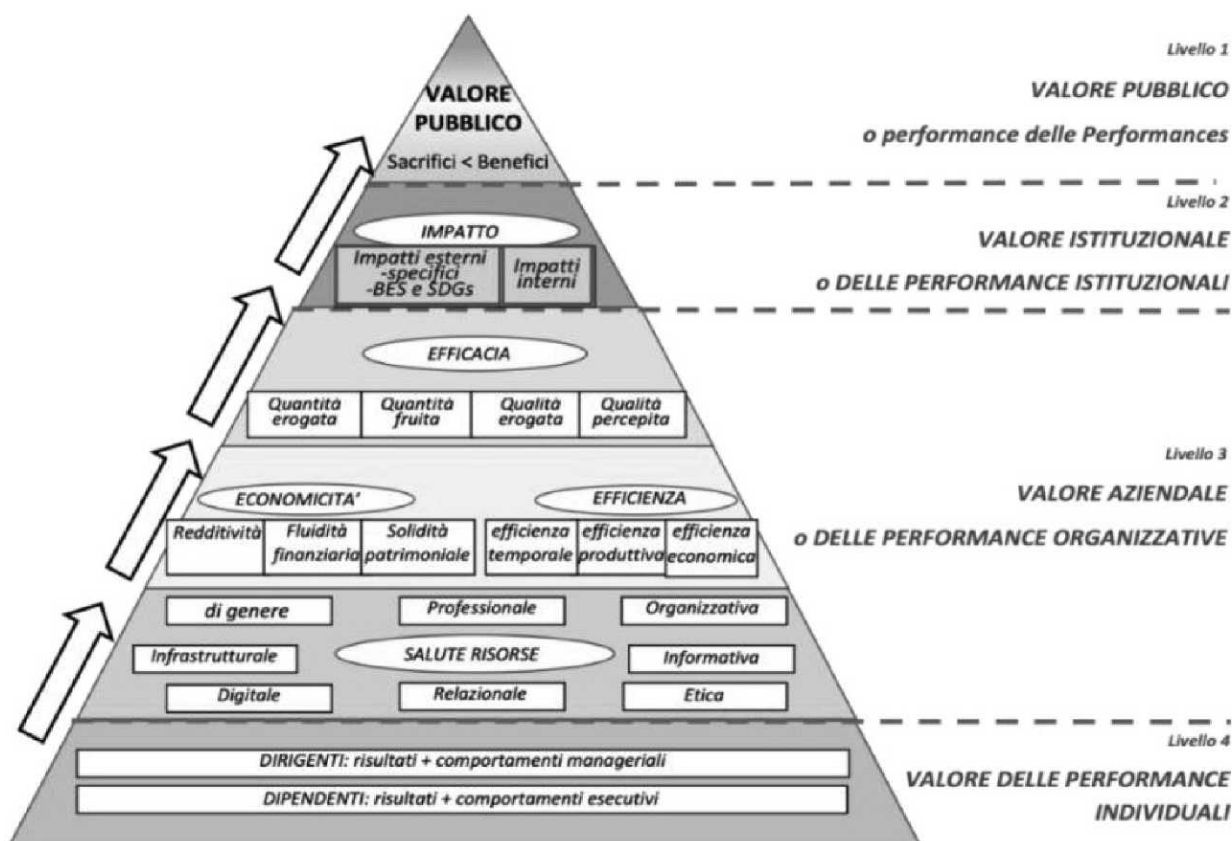 Livello 1
VALORE PUBBLICO
o performance delle Performances
VALORE
PUBBLICO
Sacrifici < Benefici
Livello 2
VALORE ISTITUZIONALE
o DELLE PERFORMANCE ISTITUZIONALI
IMPATTO
Impatti esterni
-specifici
-BES e SDGs
Impatti
interni
EFFICACIA
Quantità
erogata
Quantità
fruita
Qualità
erogata
Qualità
percepita
Livello 3
VALORE AZIENDALE
o DELLE PERFORMANCE ORGANIZZATIVE
ECONOMICITA'
Redditività
Fluidità
finanziaria
Solidità
patrimoniale
EFFICIENZA
efficienza
temporale
efficienza
produttiva
efficienza
economica
di genere
Professionale
Organizzativa
Infrastrutturale
SALUTE RISORSE
Informativa
Digitale
Relazionale
Etica
Livello 4
VALORE DELLE PERFORMANCE
INDIVIDUALI
DIRIGENTI: risultati + comportamenti manageriali
DIPENDENTI: risultati + comportamenti esecutivi